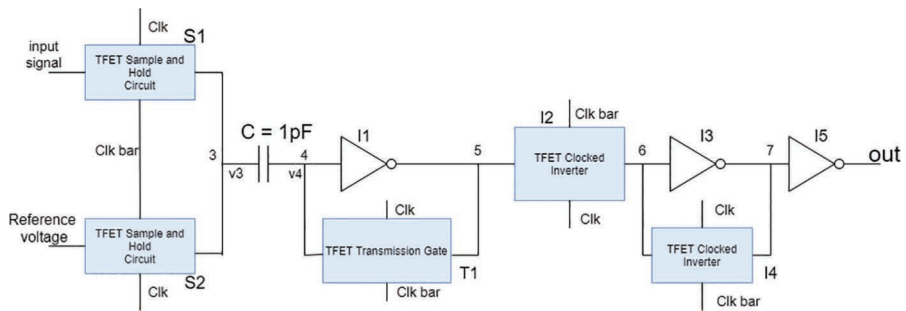 Clk
S1
input
signal
TFET Sample and
Hold
Circuit
Clk bar
3
v3
C = 1pF
4
v4
I1
5
Clk
TFET Transmission Gate
T1
Clk bar
I2
Clk bar
TFET Clocked
Inverter
Clk
6
I3
7
I5
out
Clk
TFET Clocked
Inverter
I4
Clk bar
Reference
voltage
TFET Sample and
Hold
Circuit
S2
Clk